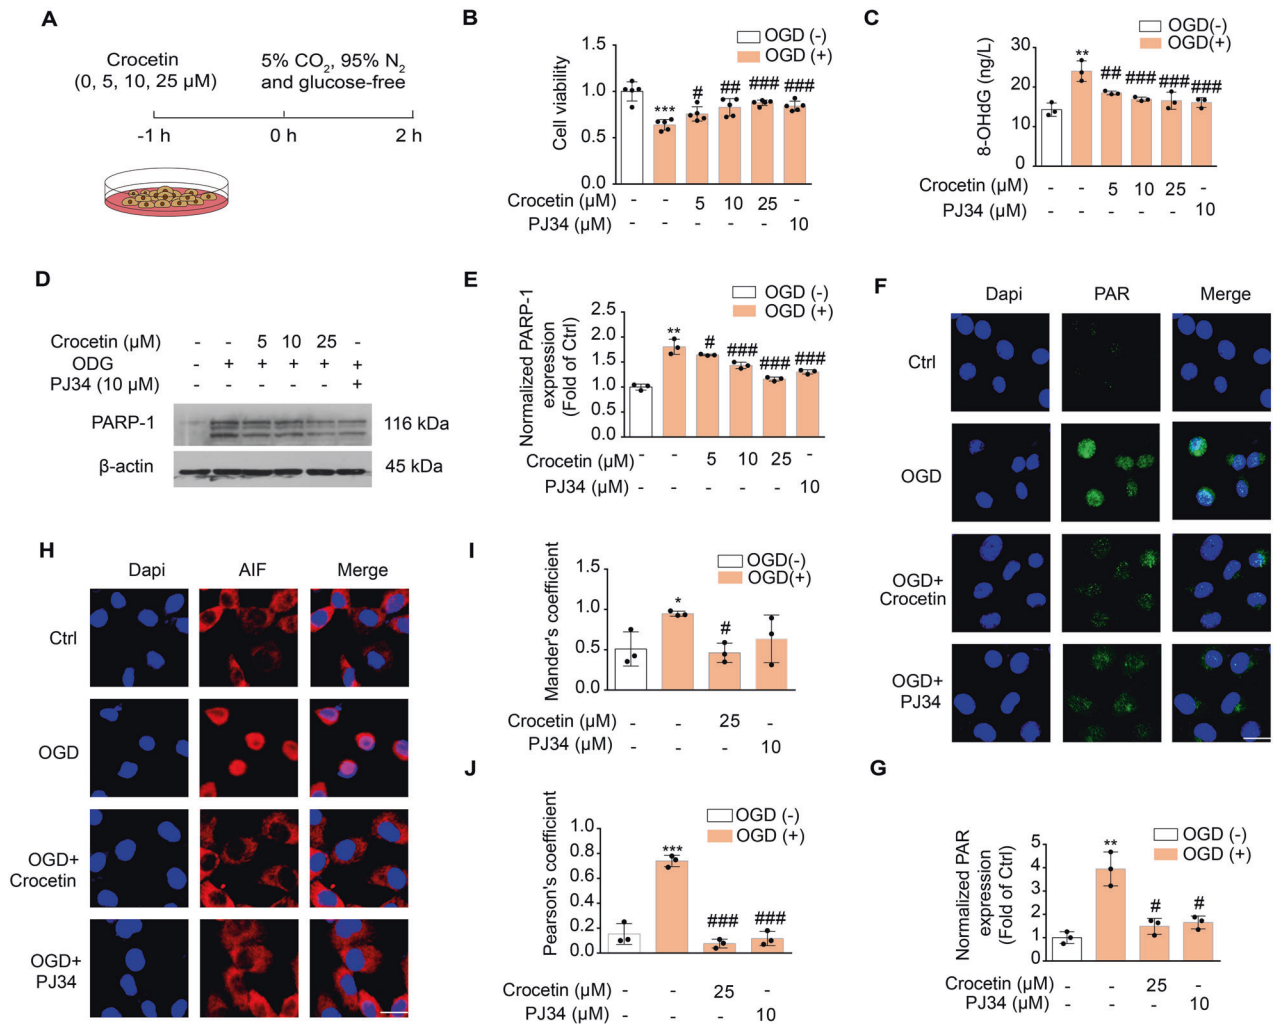 A
Crocetin
(0, 5, 10, 25 µM)
5% CO2, 95% N2
and glucose-free
-1 h
0 h
2 h
B
OGD (-)
OGD (+)
Cell viability
1.5
1.0
0.5
0.0
***
#
##
###
###
Crocetin (µM)
- - 5 10 25 -
PJ34 (µM)
- - - - - 10
C
OGD(-)
OGD(+)
8-OHdG (ng/L)
30
20
10
0
**
##
###
###
###
Crocetin (µM)
- - 5 10 25 -
PJ34 (µM)
- - - - - 10
D
Crocetin (µM) - - 5 10 25 -
ODG - + + + + +
PJ34 (10 µM) - - - - - +
PARP-1
116 kDa
β-actin
45 kDa
E
OGD (-)
OGD (+)
Normalized PARP-1
expression
(Fold of Ctrl)
2.5
2.0
1.5
1.0
0.5
0.0
**
#
###
###
###
Crocetin (µM) - - 5 10 25 -
PJ34 (µM) - - - - - 10
F
Dapi PAR Merge
Ctrl
OGD
OGD+
Crocetin
OGD+
PJ34
H
Dapi AIF Merge
Ctrl
OGD
OGD+
Crocetin
OGD+
PJ34
I
OGD(-)
OGD(+)
Mander's coefficient
1.5
1.0
0.5
0.0
*
#
Crocetin (µM) - - 25 -
PJ34 (µM) - - - 10
J
OGD (-)
OGD (+)
Pearson's coefficient
1.0
0.8
0.6
0.4
0.2
0.0
***
###
###
Crocetin (µM) - - 25 -
PJ34 (µM) - - - 10
G
OGD (-)
OGD (+)
Normalized PAR
expression
(Fold of Ctrl)
5
4
3
2
1
0
**
#
#
Crocetin (µM) - - 25 -
PJ34 (µM) - - - 10